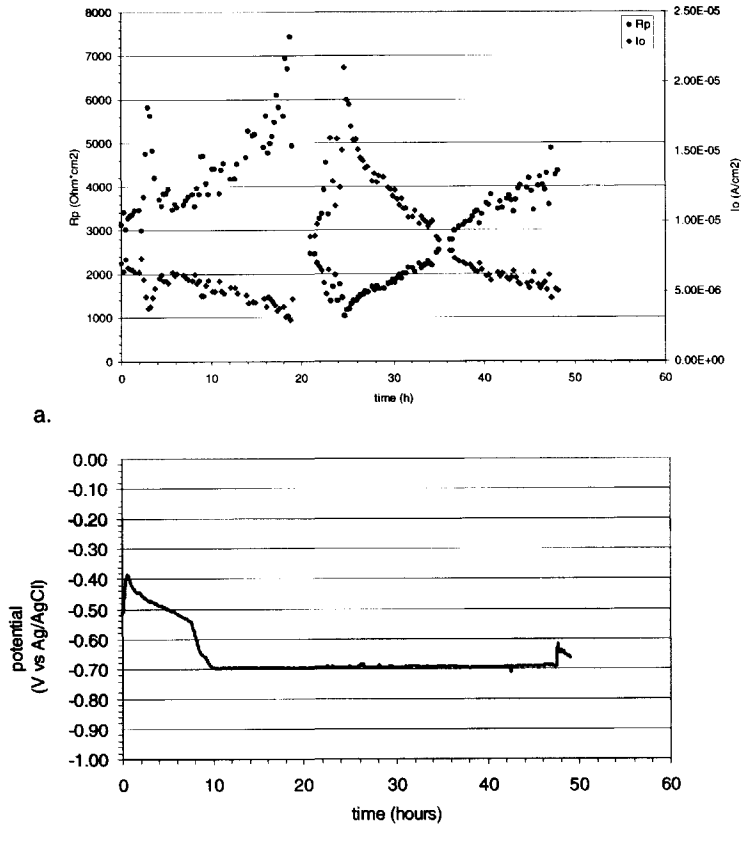 8000
7000
6000
5000
4000
3000
2000
1000
0
Rp (Ohm*cm2)
2.50E-05
2.00E-05
1.50E-05
1.00E-05
5.00E-06
0.00E+00
Io (A/cm2)
Rp
Io
0 10 20 30 40 50 60
time (h)
a.
0.00
-0.10
-0.20
-0.30
-0.40
-0.50
-0.60
-0.70
-0.80
-0.90
-1.00
potential
(V vs Ag/AgCl)
0 10 20 30 40 50 60
time (hours)